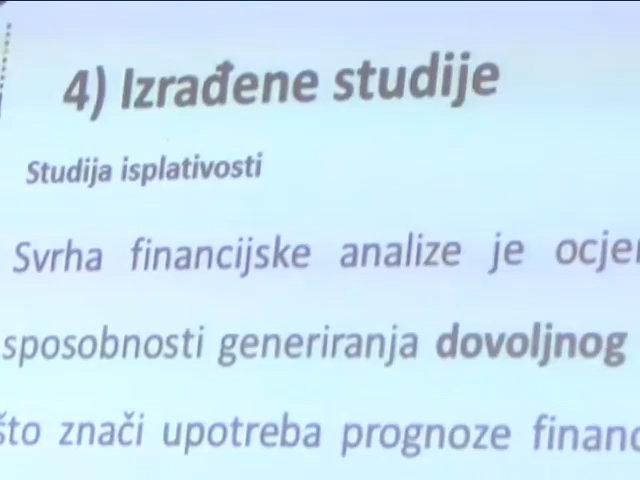 4) Izrađene studije
Studija isplativosti
Svrha financijske analize je
sposobnosti generiranja dovoljnog
što znači upotreba prognoze